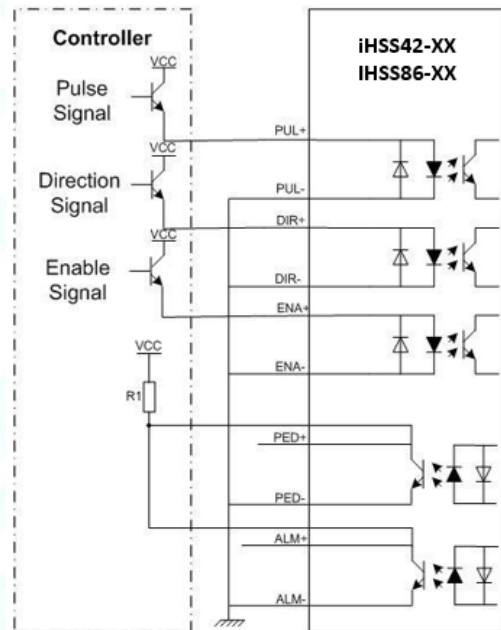 Controller
iHSS42-XX
IHSS86-XX
VCC
Pulse
Signal
PUL+
VCC
Direction
Signal
PUL-
DIR+
VCC
Enable
Signal
DIR-
ENA+
VCC
ENA-
R1
PED+
PED-
ALM+
ALM-